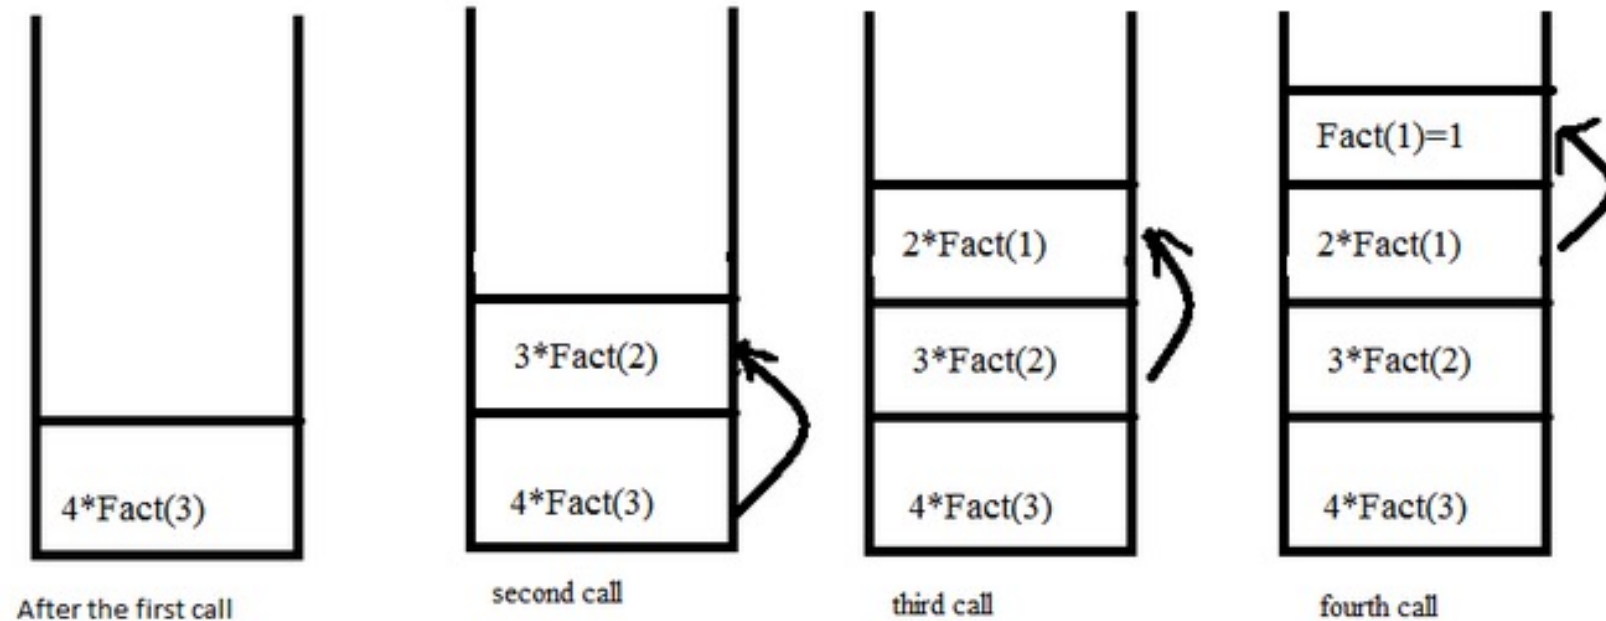 4*Fact(3)
After the first call
3*Fact(2)
4*Fact(3)
second call
2*Fact(1)
3*Fact(2)
4*Fact(3)
third call
Fact(1)=1
2*Fact(1)
3*Fact(2)
4*Fact(3)
fourth call